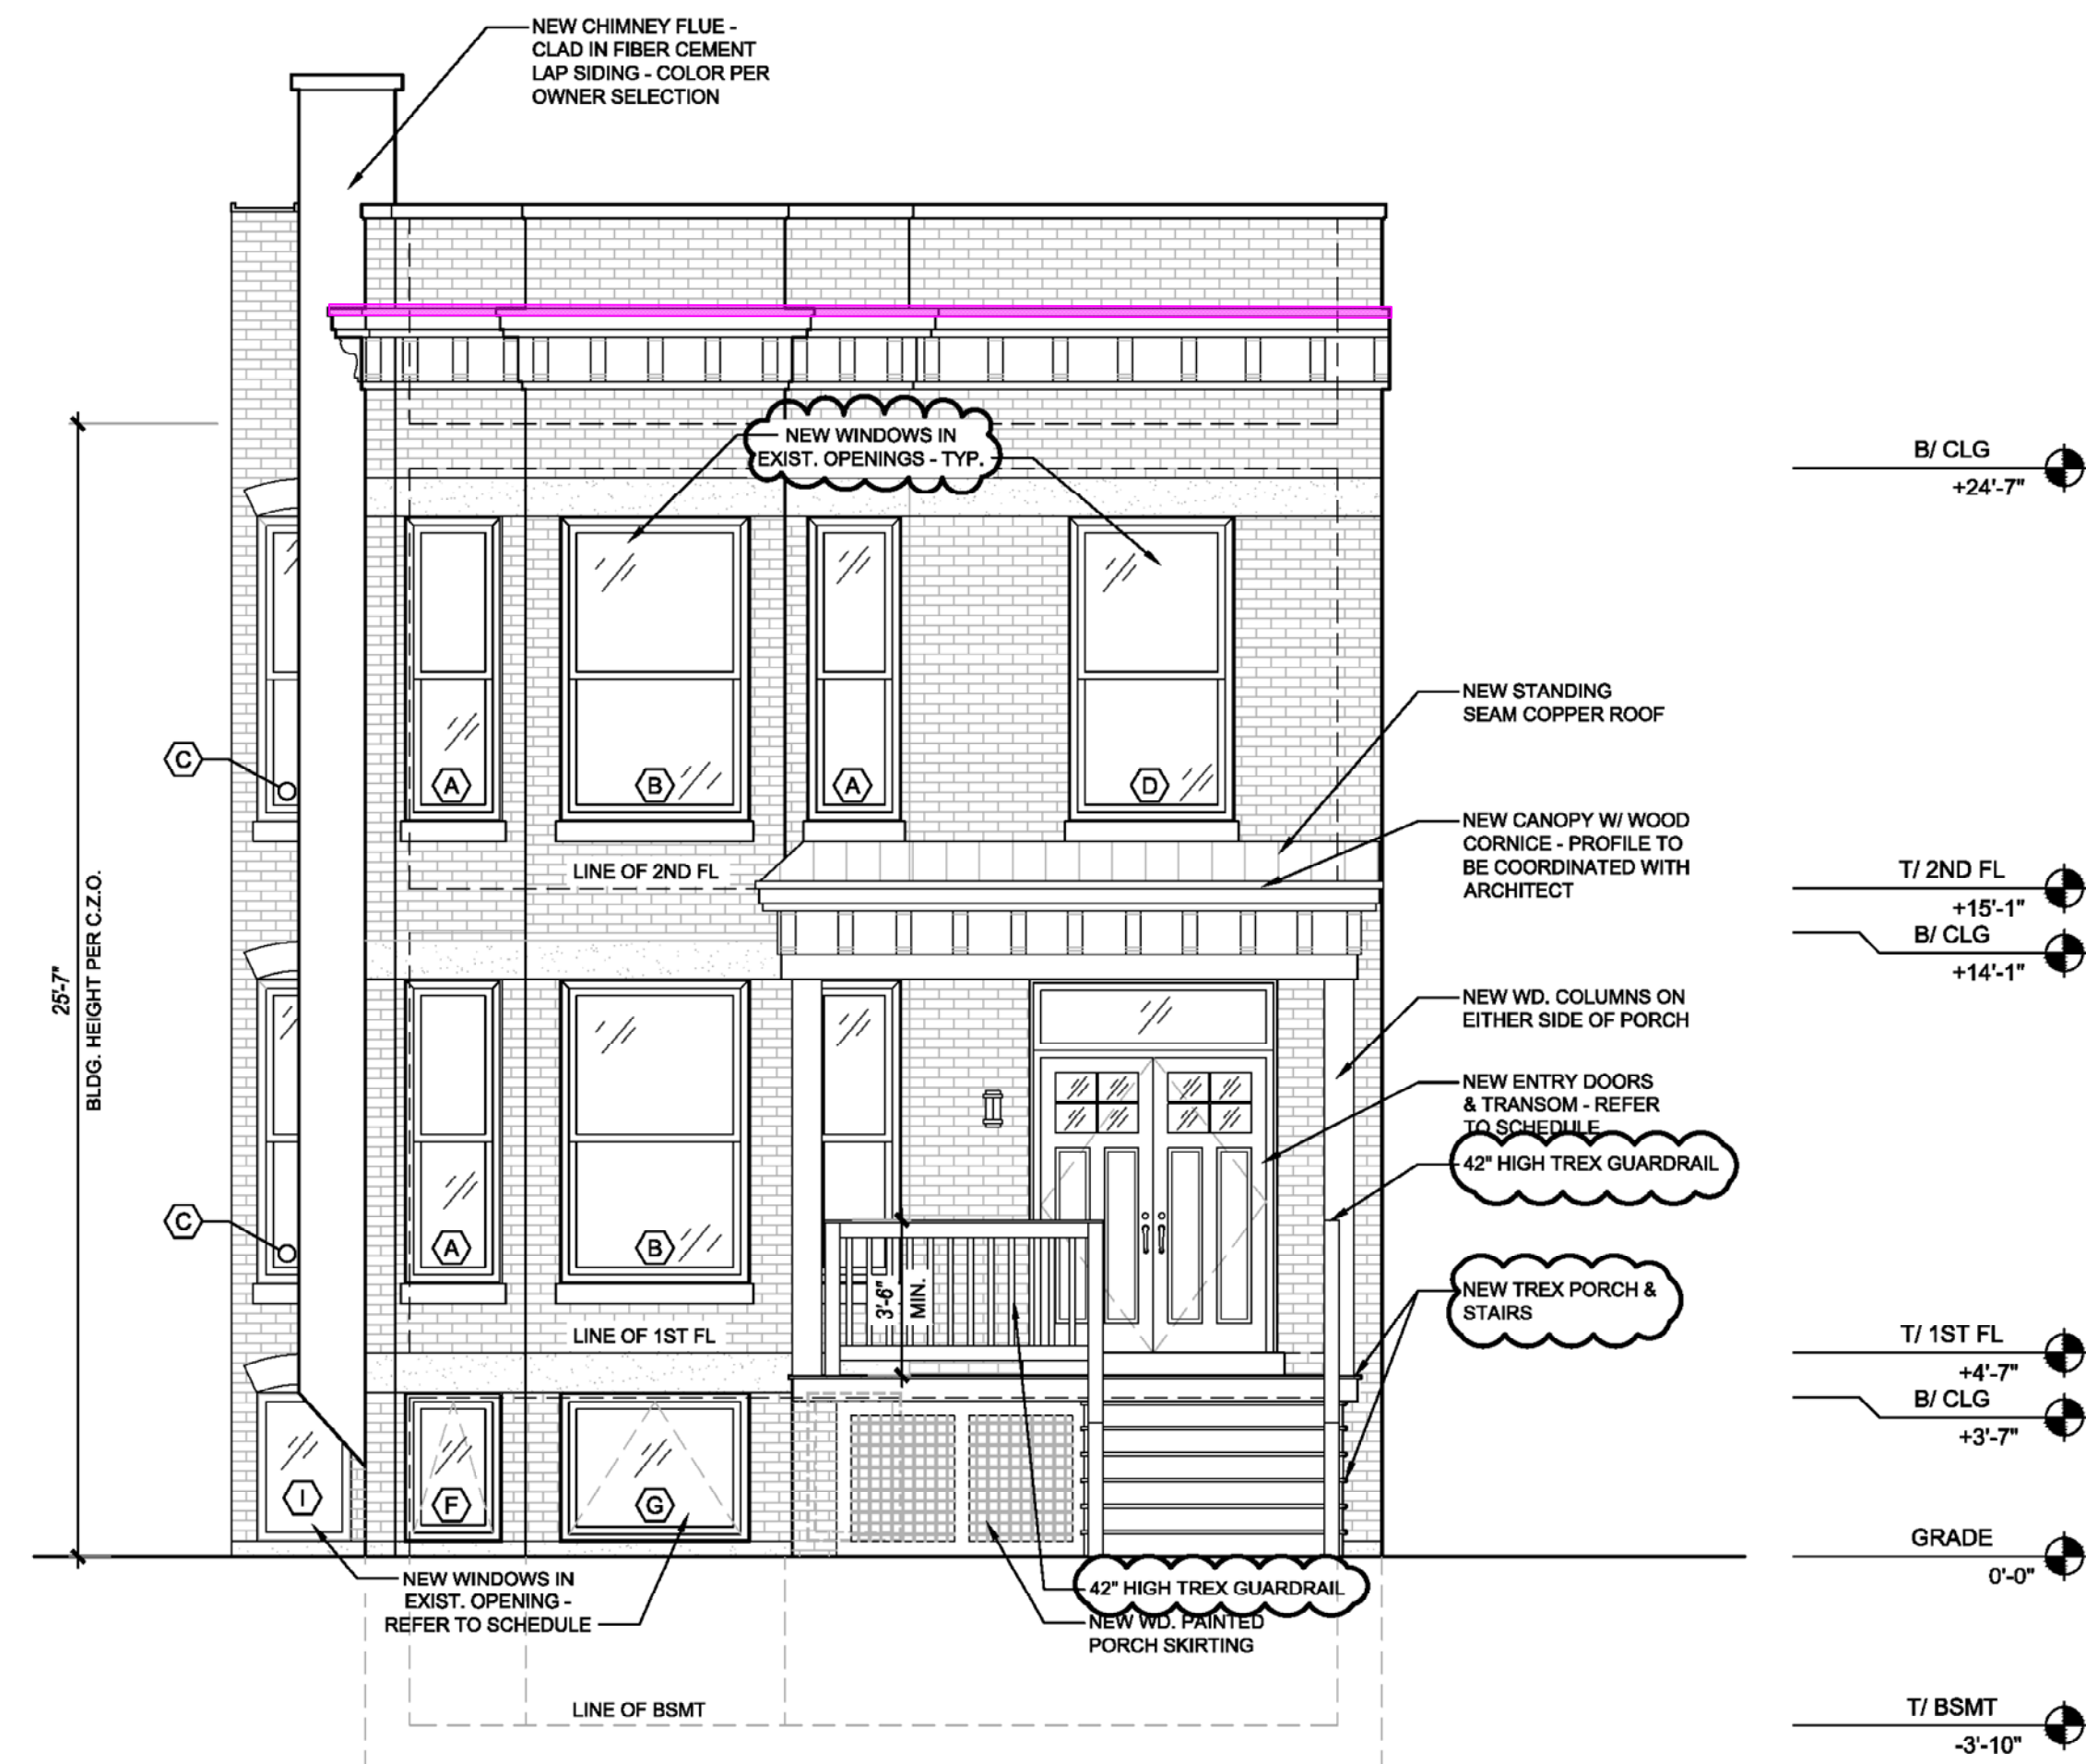 NEW CHIMNEY FLUE -
CLAD IN FIBER CEMENT
LAP SIDING - COLOR PER
OWNER SELECTION
NEW WINDOWS IN
EXIST. OPENINGS - TYP.
B/ CLG
+24'-7"
NEW STANDING
SEAM COPPER ROOF
C
A
B
A
D
NEW CANOPY W/ WOOD
CORNICE - PROFILE TO
BE COORDINATED WITH
ARCHITECT
LINE OF 2ND FL
T/ 2ND FL
+15'-1"
B/ CLG
+14'-1"
25'-7"
BLDG. HEIGHT PER C.Z.O.
NEW WD. COLUMNS ON
EITHER SIDE OF PORCH
NEW ENTRY DOORS
& TRANSOM - REFER
TO SCHEDULE
42" HIGH TREX GUARDRAIL
C
A
B
3'-6"
MIN.
NEW TREX PORCH &
STAIRS
LINE OF 1ST FL
T/ 1ST FL
+4'-7"
B/ CLG
+3'-7"
I
F
G
GRADE
0'-0"
NEW WINDOWS IN
EXIST. OPENING -
REFER TO SCHEDULE
42" HIGH TREX GUARDRAIL
NEW WD. PAINTED
PORCH SKIRTING
LINE OF BSMT
T/ BSMT
-3'-10"